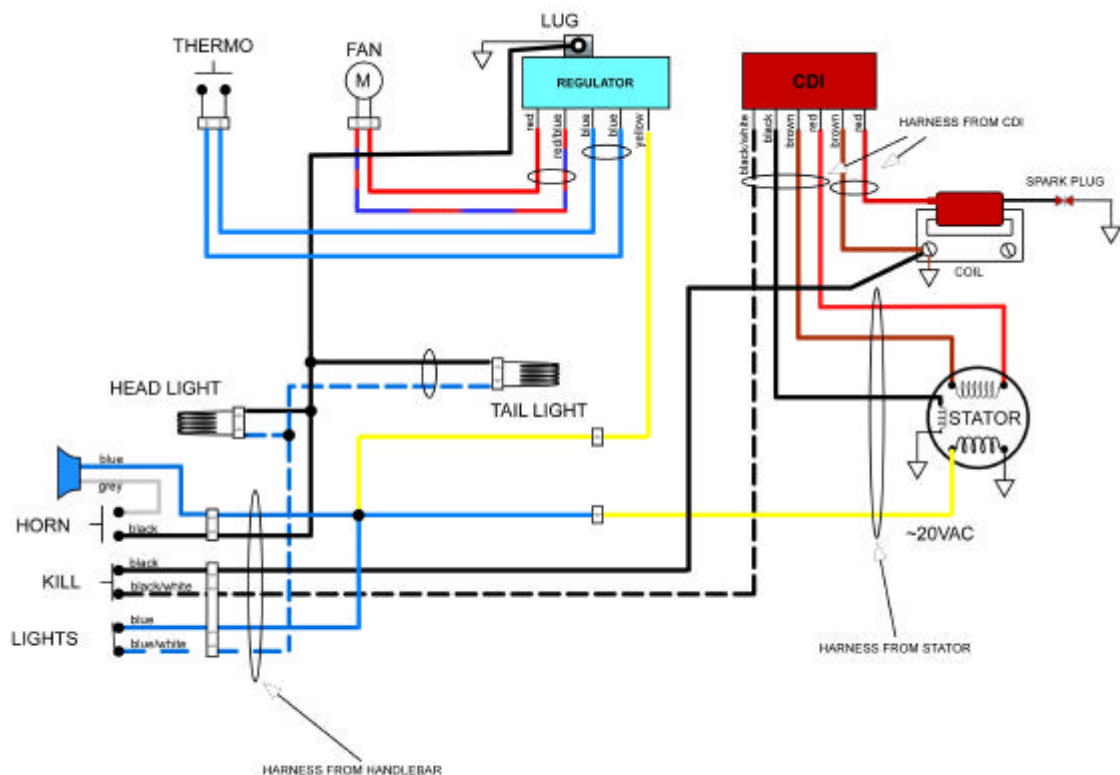 LUG
THERMO
FAN
M
REGULATOR
CDI
red
red/blue
blue
blue
yellow
black/white
black
brown
red
brown
red
HARNESS FROM CDI
SPARK PLUG
COIL
HEAD LIGHT
TAIL LIGHT
STATOR
blue
grey
HORN
black
~20VAC
black
KILL
black/white
blue
LIGHTS
blue/white
HARNESS FROM STATOR
HARNESS FROM HANDLEBAR